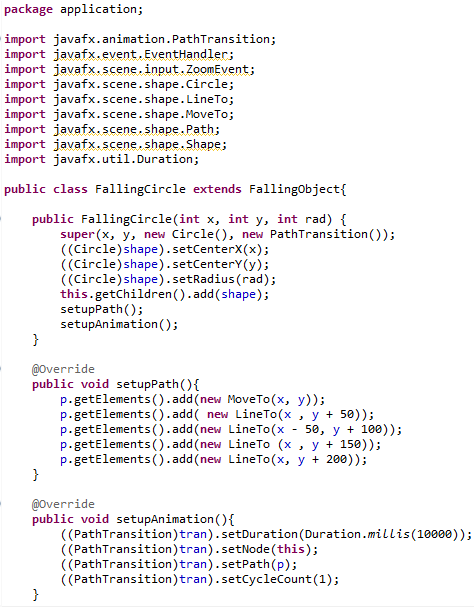 package application;
import javafx.animation.PathTransition;
import javafx.event.EventHandler;
import javafx.scene.input.ZoomEvent;
import javafx.scene.shape.Circle;
import javafx.scene.shape.LineTo;
import javafx.scene.shape.MoveTo;
import javafx.scene.shape.Path;
import javafx.scene.shape.Shape;
import javafx.util.Duration;
public class FallingCircle extends FallingObject{
public FallingCircle(int x, int y, int rad) {
super(x, y, new Circle(), new PathTransition());
((Circle)shape).setCenterX(x);
((Circle)shape).setCenterY(y);
((Circle)shape).setRadius(rad);
this.getChildren().add(shape);
setupPath();
setupAnimation();
}
@Override
public void setupPath(){
p.getElements().add(new MoveTo(x, y));
p.getElements().add( new LineTo(x , y + 50));
p.getElements().add(new LineTo(x - 50, y + 100));
p.getElements().add(new LineTo (x , y + 150));
p.getElements().add(new LineTo(x, y + 200));
}
@Override
public void setupAnimation(){
((PathTransition)tran).setDuration(Duration.millis(10000));
((PathTransition)tran).setNode(this);
((PathTransition)tran).setPath(p);
((PathTransition)tran).setCycleCount(1);
}